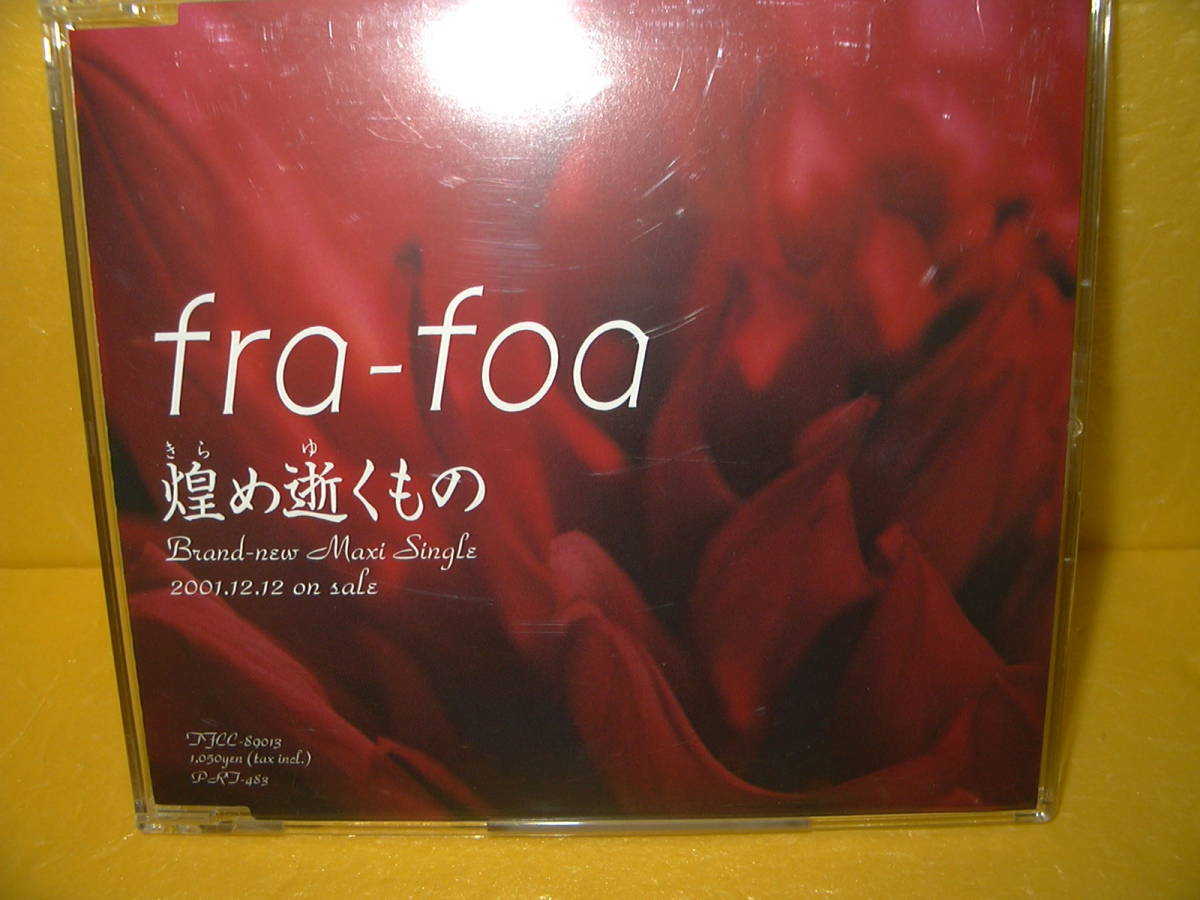 fra-foa
きら ゆ
煌め逝くもの
Brand-new Maxi Single
2001.12.12 on sale
TFCC-89013
1,050yen (tax incl.)
PRT-483